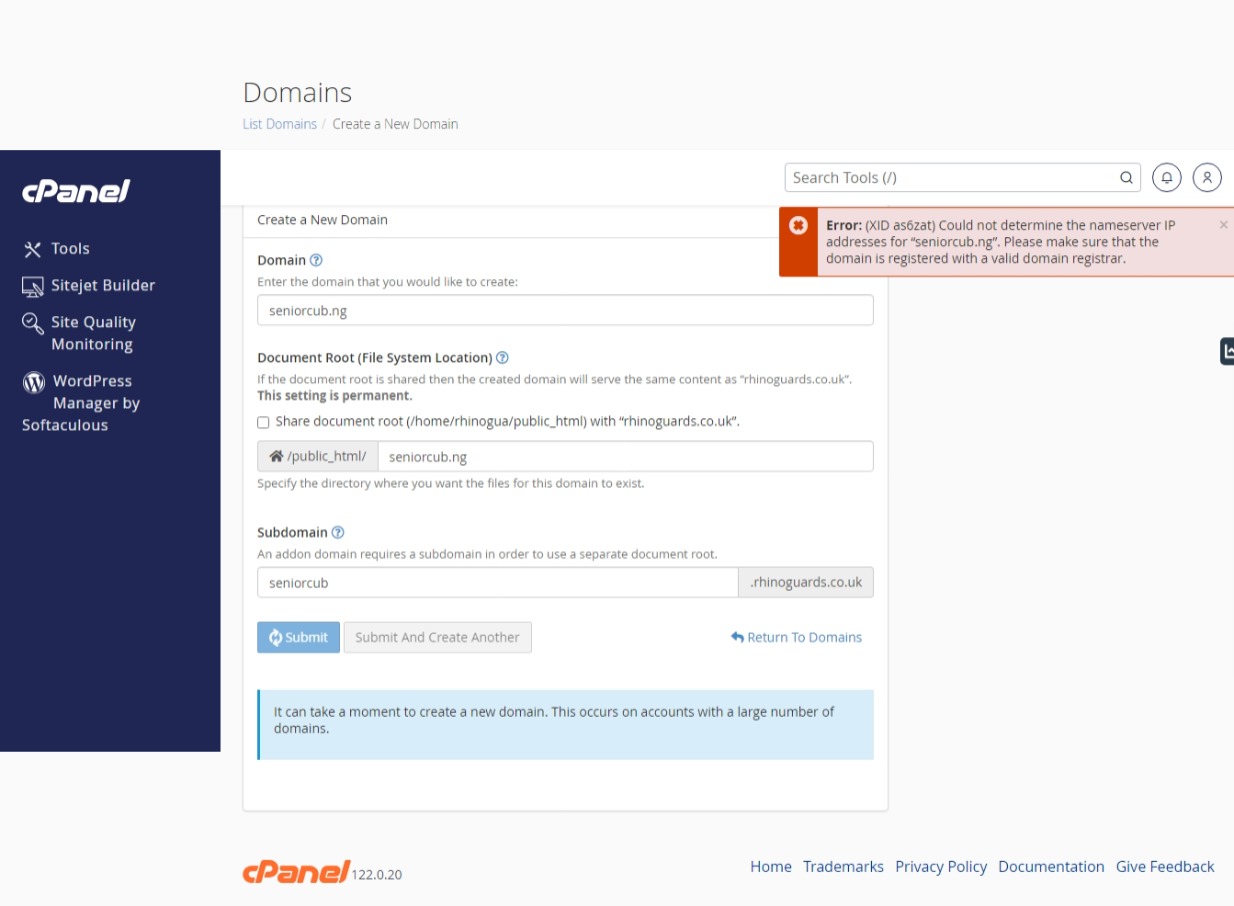 Domains
List Domains / Create a New Domain
cPanel
Search Tools (/)
Tools
Sitejet Builder
Site Quality
Monitoring
WordPress
Manager by
Softaculous
Create a New Domain
Error: (XID as6zat) Could not determine the nameserver IP
addresses for “seniorcub.ng”. Please make sure that the
domain is registered with a valid domain registrar.
×
Domain ?
Enter the domain that you would like to create:
seniorcub.ng
Document Root (File System Location) ?
If the document root is shared then the created domain will serve the same content as “rhinoguards.co.uk”.
This setting is permanent.
Share document root (/home/rhinogua/public_html) with “rhinoguards.co.uk”.
/public_html/ seniorcub.ng
Specify the directory where you want the files for this domain to exist.
Subdomain ?
An addon domain requires a subdomain in order to use a separate document root.
seniorcub .rhinoguards.co.uk
Submit Submit And Create Another Return To Domains
It can take a moment to create a new domain. This occurs on accounts with a large number of
domains.
cPanel 122.0.20
Home Trademarks Privacy Policy Documentation Give Feedback